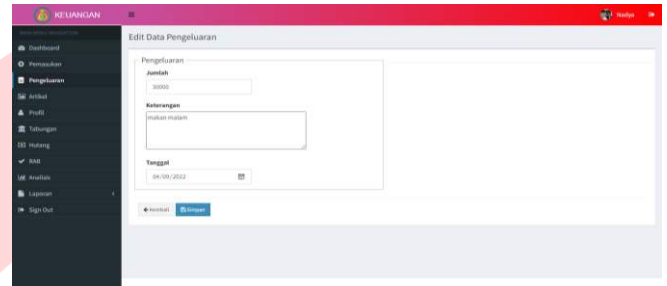 KEUANGAN
Nadya
Dashboard
Pemasukan
Pengeluaran
Artikel
Profil
Tabungan
Hutang
RAB
Analisis
Laporan
Sign Out
Edit Data Pengeluaran
Pengeluaran
Jumlah
30000
Keterangan
makan malam
Tanggal
04/09/2022
Kembali
Simpan